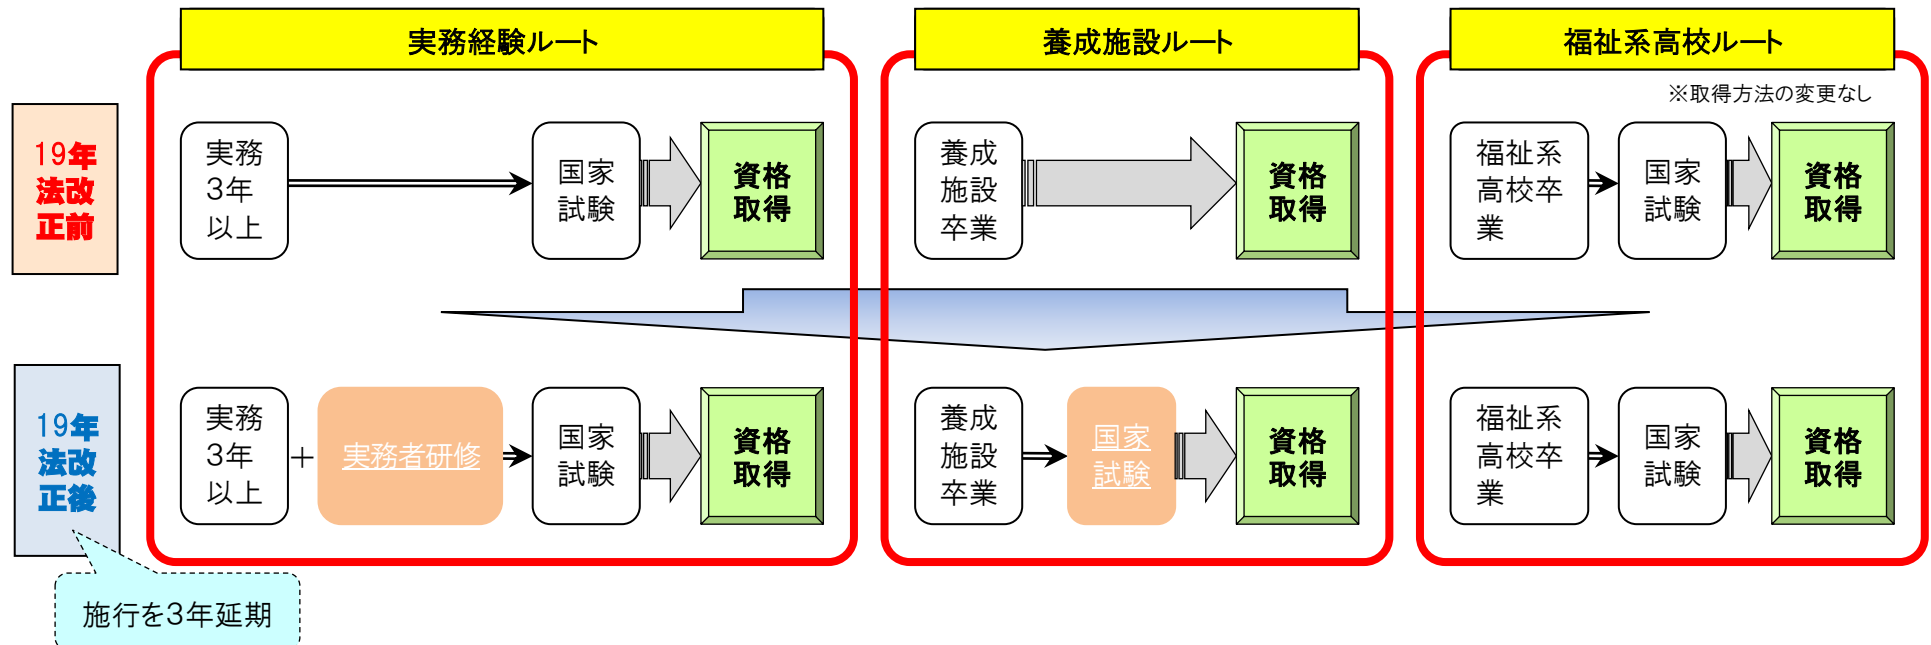 実務経験ルート
養成施設ルート
福祉系高校ルート
※取得方法の変更なし
19年
法改
正前
実務
3年
以上
国家
試験
資格
取得
養成
施設
卒業
資格
取得
福祉系
高校卒
業
国家
試験
資格
取得
19年
法改
正後
実務
3年
以上
+
実務者研修
国家
試験
資格
取得
養成
施設
卒業
国家
試験
資格
取得
福祉系
高校卒
業
国家
試験
資格
取得
施行を3年延期